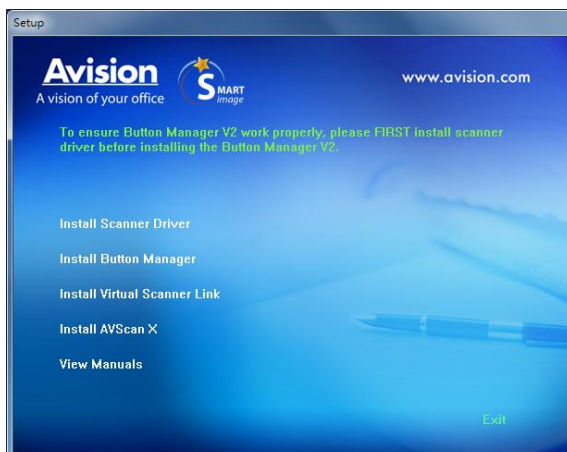 Setup
Avision
A vision of your office
SMART
Image
www.avision.com
To ensure Button Manager V2 work properly, please FIRST install scanner
driver before installing the Button Manager V2.
Install Scanner Driver
Install Button Manager
Install Virtual Scanner Link
Install AVScan X
View Manuals
Exit